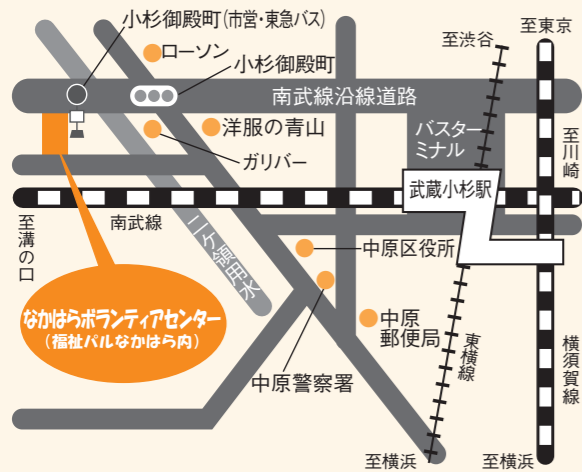 小杉御殿町(市営・東急バス)
至渋谷
至東京
ローソン
小杉御殿町
南武線沿線道路
洋服の青山
バスター
ミナル
ガリバー
至川崎
武蔵小杉駅
南武線
至溝の口
二ヶ領用水
中原区役所
なかはらボランティアセンター
(福祉パルなかはら内)
中原
郵便局
東横線
横須賀線
中原警察署
至横浜
至横浜